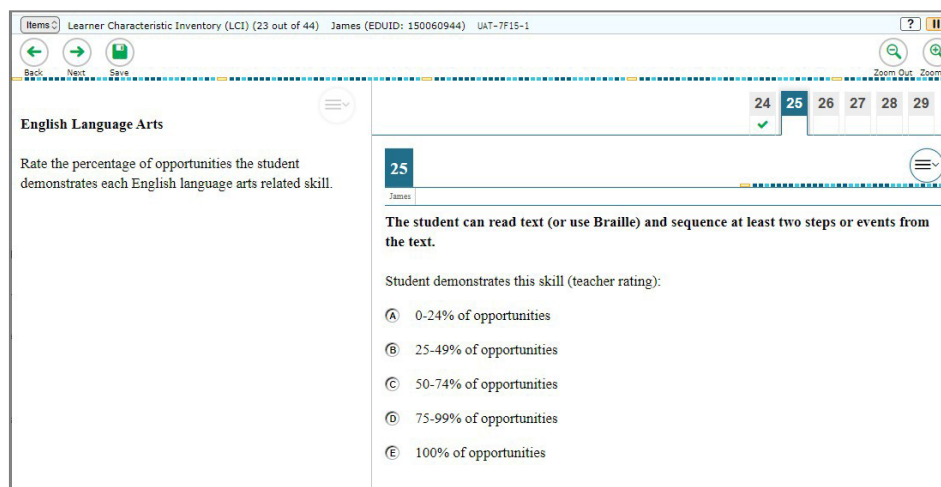 Items Learner Characteristic Inventory (LCI) (23 out of 44) James (EDUID: 150060944) UAT-7F15-1 ?
Back Next Save Zoom Out Zoom
English Language Arts
Rate the percentage of opportunities the student
demonstrates each English language arts related skill.
24 25 26 27 28 29
25
James
The student can read text (or use Braille) and sequence at least two steps or events from
the text.
Student demonstrates this skill (teacher rating):
A 0-24% of opportunities
B 25-49% of opportunities
C 50-74% of opportunities
D 75-99% of opportunities
E 100% of opportunities